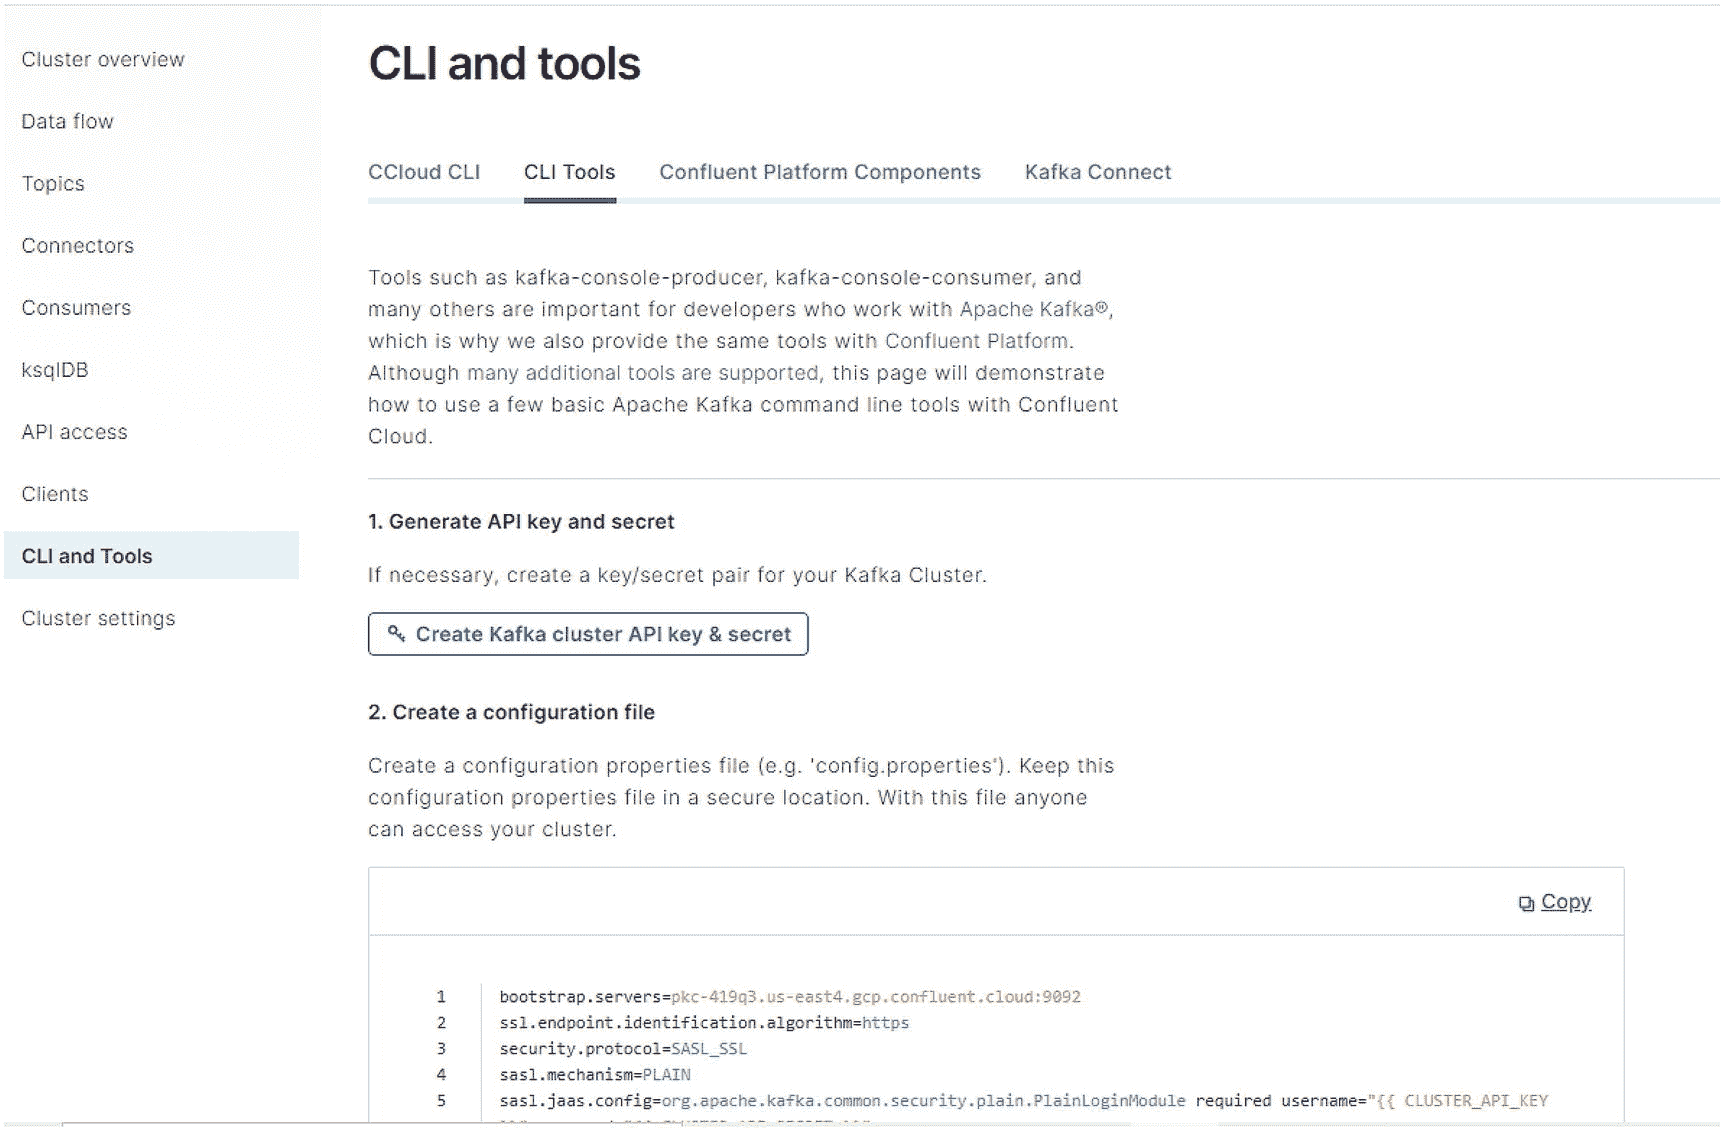 Cluster overview
Data flow
Topics
Connectors
Consumers
ksqlDB
API access
Clients
CLI and Tools
Cluster settings
CLI and tools
CCloud CLI
CLI Tools
Confluent Platform Components
Kafka Connect
Tools such as kafka-console-producer, kafka-console-consumer, and
many others are important for developers who work with Apache Kafka®,
which is why we also provide the same tools with Confluent Platform.
Although many additional tools are supported, this page will demonstrate
how to use a few basic Apache Kafka command line tools with Confluent
Cloud.
1. Generate API key and secret
If necessary, create a key/secret pair for your Kafka Cluster.
Create Kafka cluster API key & secret
2. Create a configuration file
Create a configuration properties file (e.g. 'config.properties'). Keep this
configuration properties file in a secure location. With this file anyone
can access your cluster.
Copy
1 bootstrap.servers=pkc-419q3.us-east4.gcp.confluent.cloud:9092
2 ssl.endpoint.identification.algorithm=https
3 security.protocol=SASL_SSL
4 sasl.mechanism=PLAIN
5 sasl.jaas.config=org.apache.kafka.common.security.plain.PlainLoginModule required username="{{ CLUSTER_API_KEY